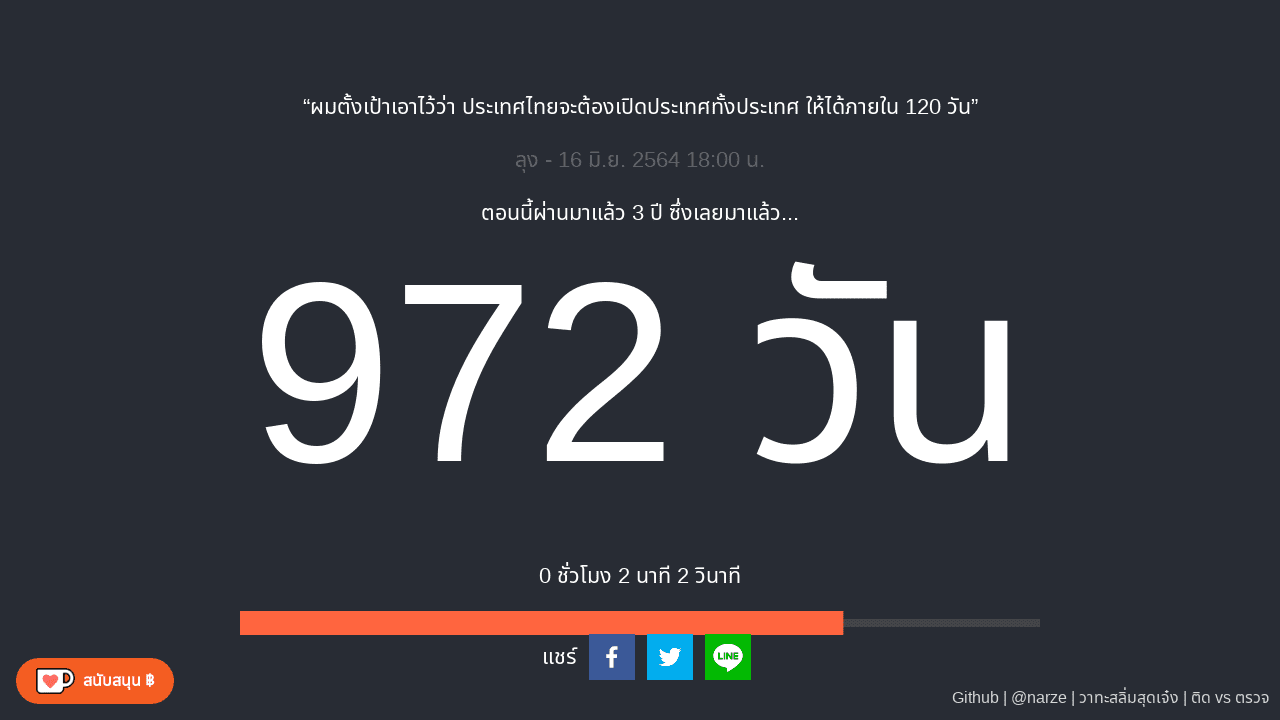 “ผมตั้งเป้าเอาไว้ว่า ประเทศไทยจะต้องเปิดประเทศทั้งประเทศ ให้ได้ภายใน 120 วัน”
ลุง - 16 มิ.ย. 2564 18:00 น.
ตอนนี้ผ่านมาแล้ว 3 ปี ซึ่งเลยมาแล้ว...
972 วัน
0 ชั่วโมง 2 นาที 2 วินาที
แชร์
LINE
สนับสนุน ฿
Github | @narze | วาทะสลิ่มสุดเจ๋ง | ติด vs ตรวจ